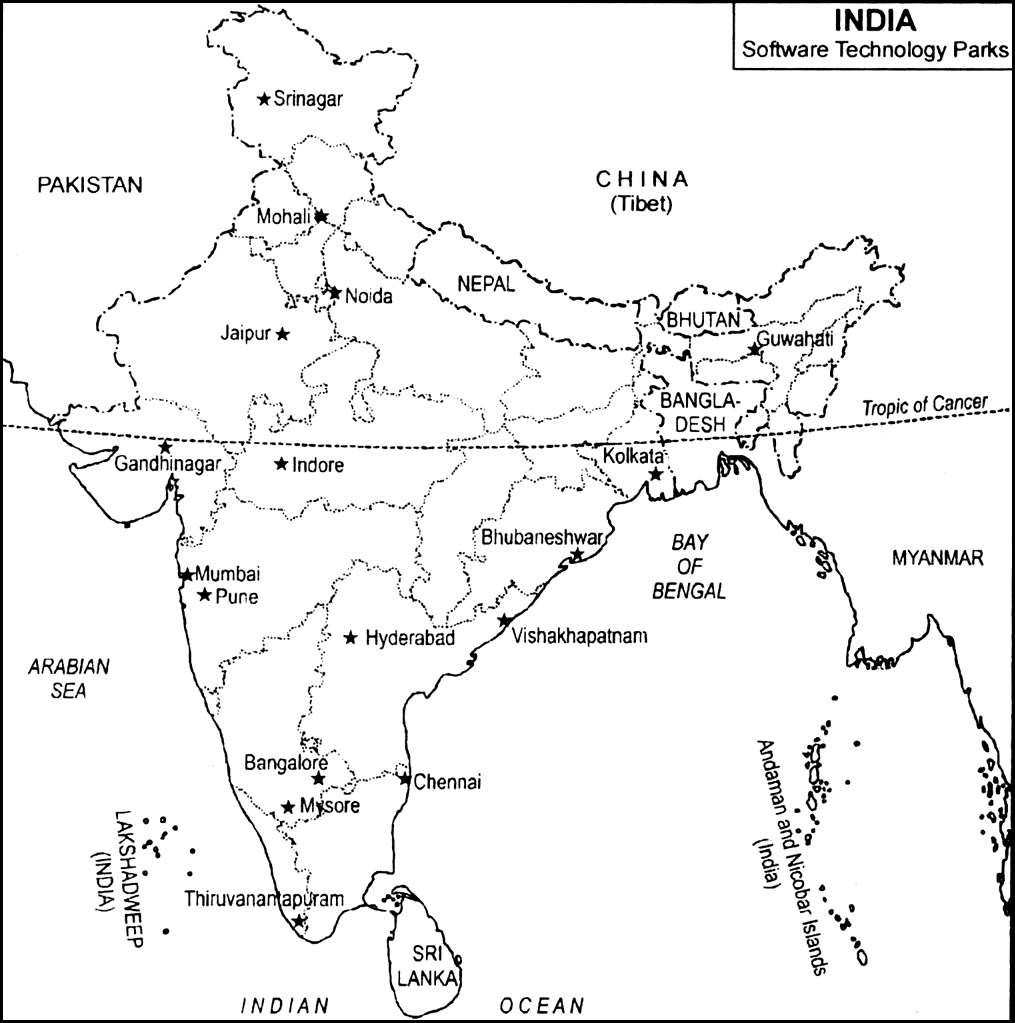 INDIA
Software Technology Parks
Srinagar
PAKISTAN
CHINA
(Tibet)
Mohali
NEPAL
Noida
BHUTAN
Jaipur
Guwahati
BANGLA-
DESH
Tropic of Cancer
Kolkata
Gandhinagar
Indore
Bhubaneshwar
BAY
OF
BENGAL
MYANMAR
Mumbai
Pune
Hyderabad
Vishakhapatnam
ARABIAN
SEA
Bangalore
Chennai
Mysore
Andaman and Nicobar Islands
(India)
LAKSHADWEEP
(INDIA)
Thiruvanantapuram
SRI
LANKA
INDIAN OCEAN